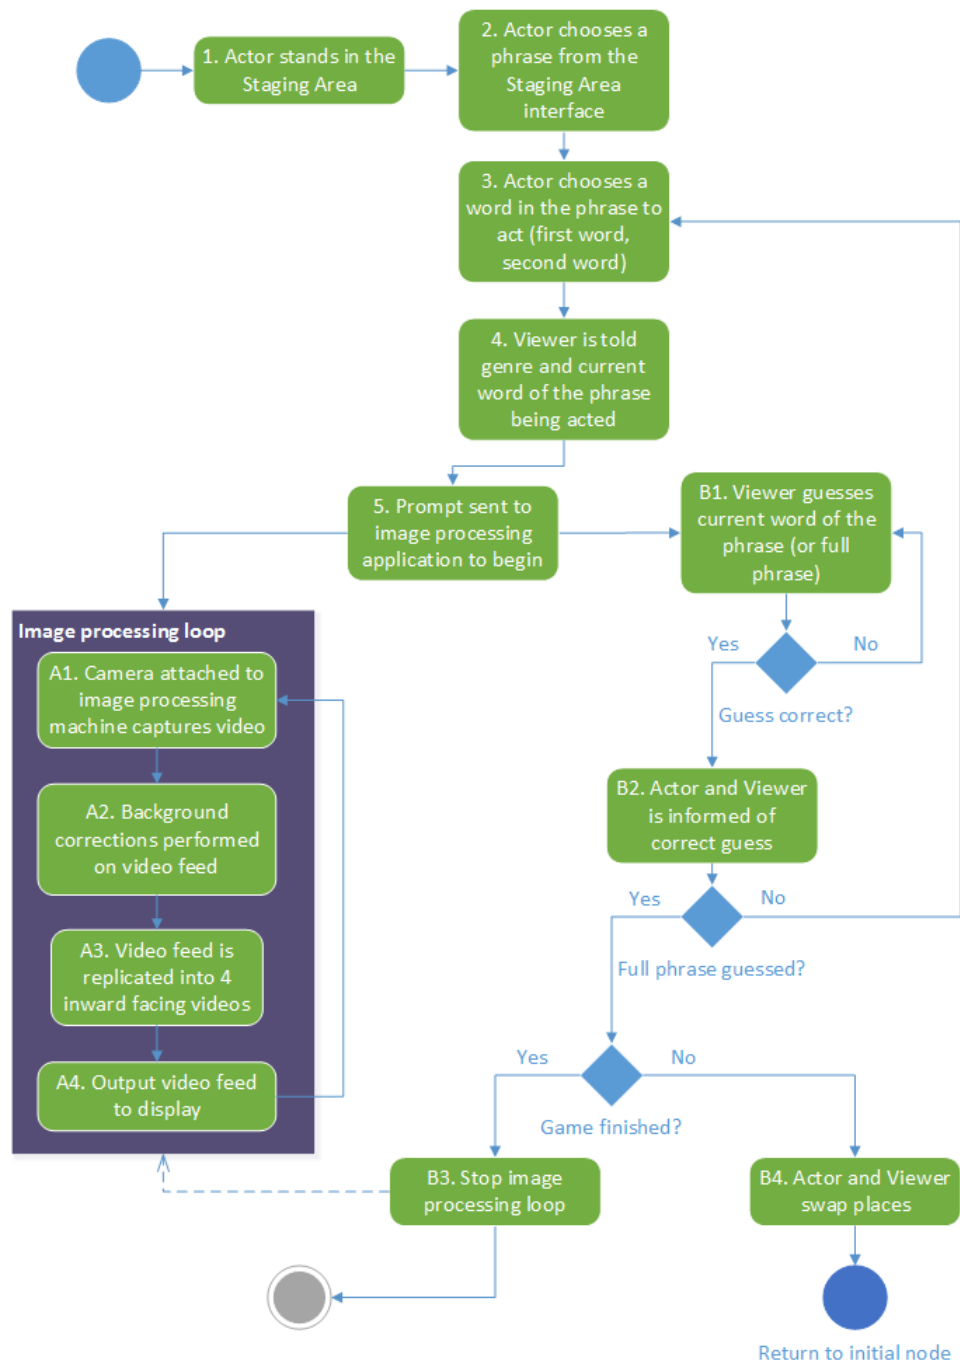 1. Actor stands in the
Staging Area
2. Actor chooses a
phrase from the
Staging Area
interface
3. Actor chooses a
word in the phrase to
act (first word,
second word)
4. Viewer is told
genre and current
word of the phrase
being acted
5. Prompt sent to
image processing
application to begin
B1. Viewer guesses
current word of the
phrase (or full
phrase)
Yes
No
Guess correct?
Image processing loop
A1. Camera attached to
image processing
machine captures video
A2. Background
corrections performed
on video feed
A3. Video feed is
replicated into 4
inward facing videos
A4. Output video feed
to display
B2. Actor and Viewer
is informed of
correct guess
Yes
No
Full phrase guessed?
Yes
No
Game finished?
B3. Stop image
processing loop
B4. Actor and Viewer
swap places
Return to initial node